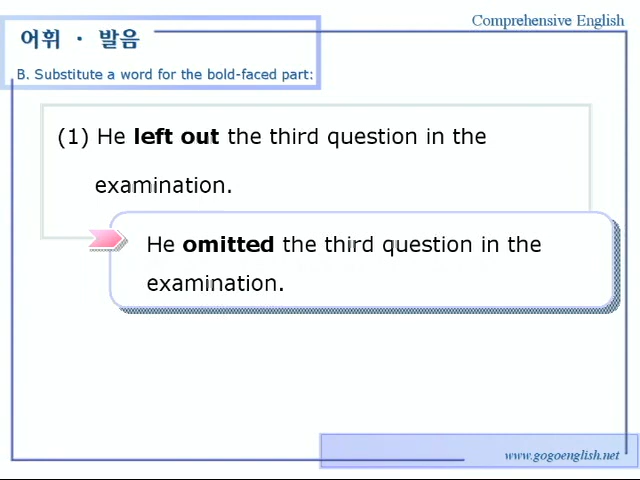 Comprehensive English
어휘 · 발음
B. Substitute a word for the bold-faced part:
(1) He left out the third question in the
examination.
He omitted the third question in the
examination.
www.gogoenglish.net